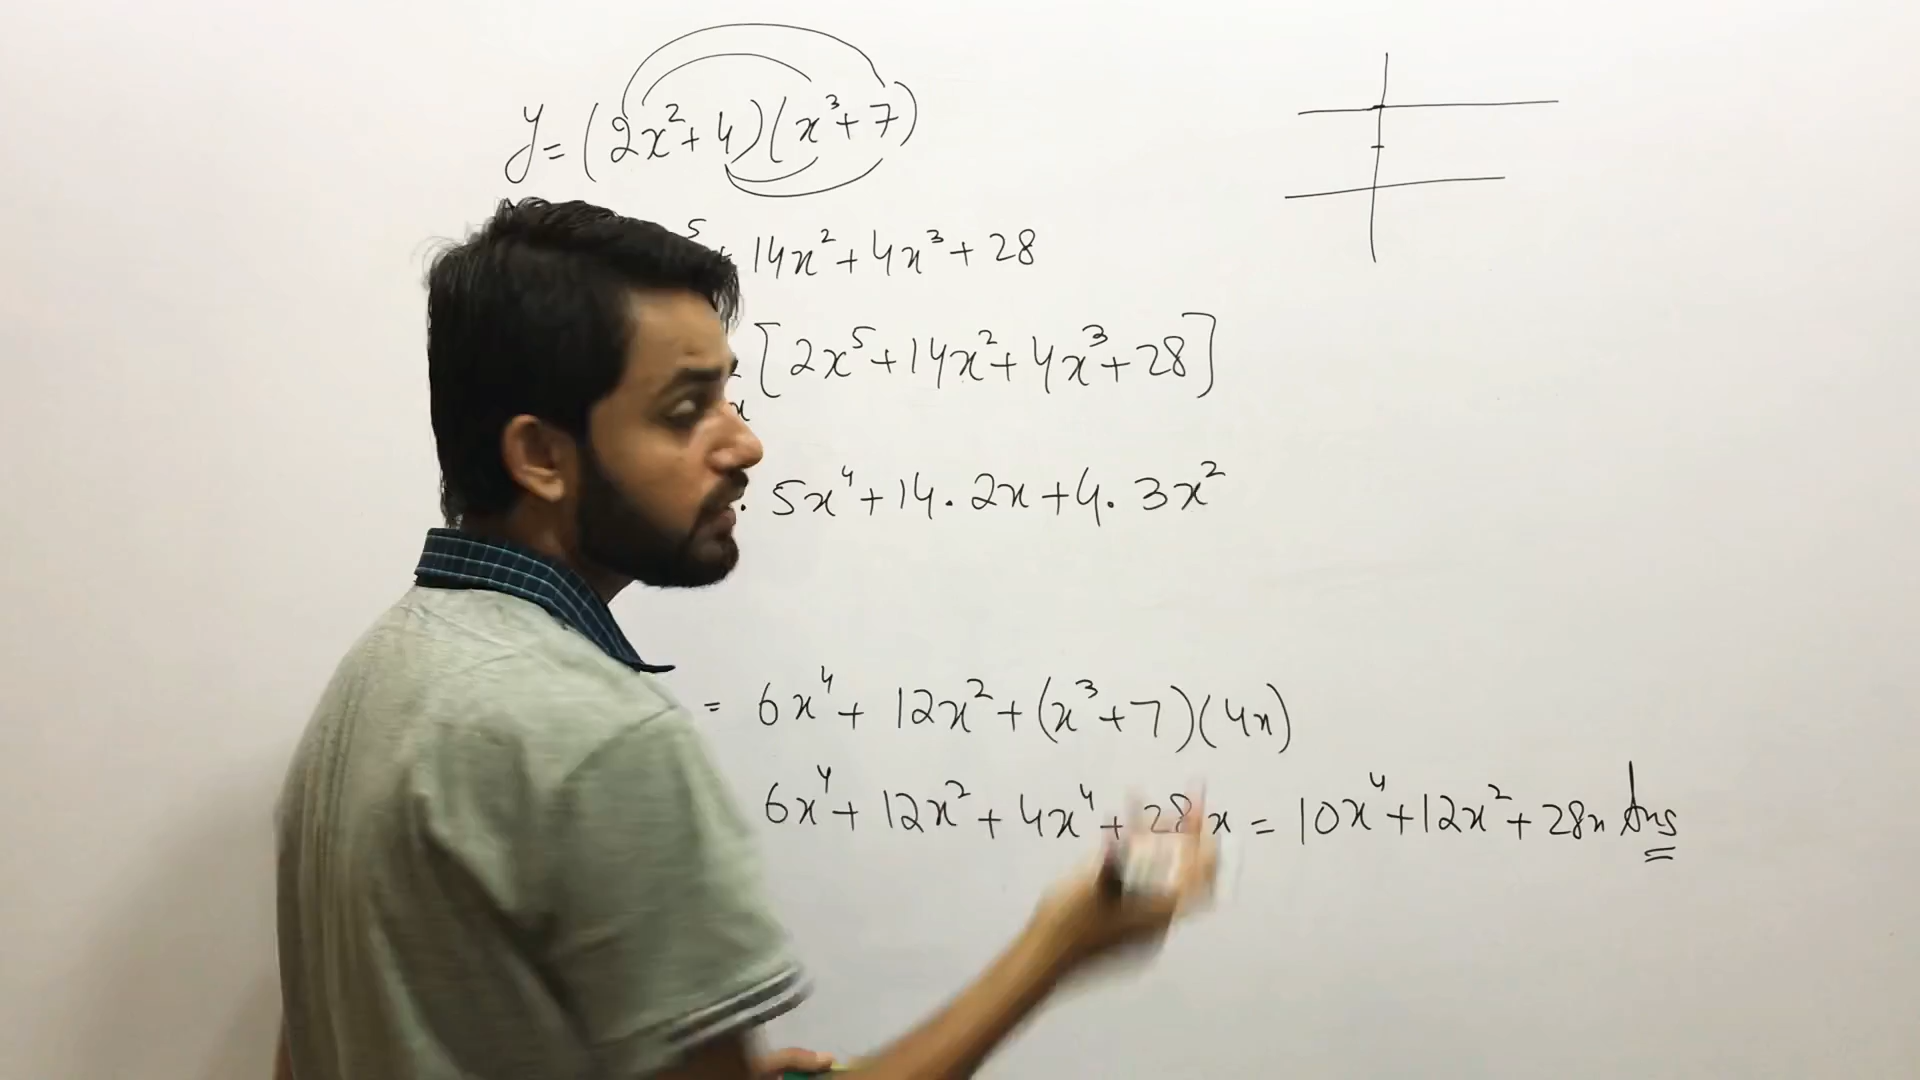 y = (2x² + 4)(x³ + 7)
⁵ + 14x² + 4x³ + 28
x [2x⁵ + 14x² + 4x³ + 28]
. 5x⁴ + 14 . 2x + 4 . 3x²
= 6x⁴ + 12x² + (x³ + 7)(4x)
6x⁴ + 12x² + 4x⁴ + 28x = 10x⁴ + 12x² + 28x Ans